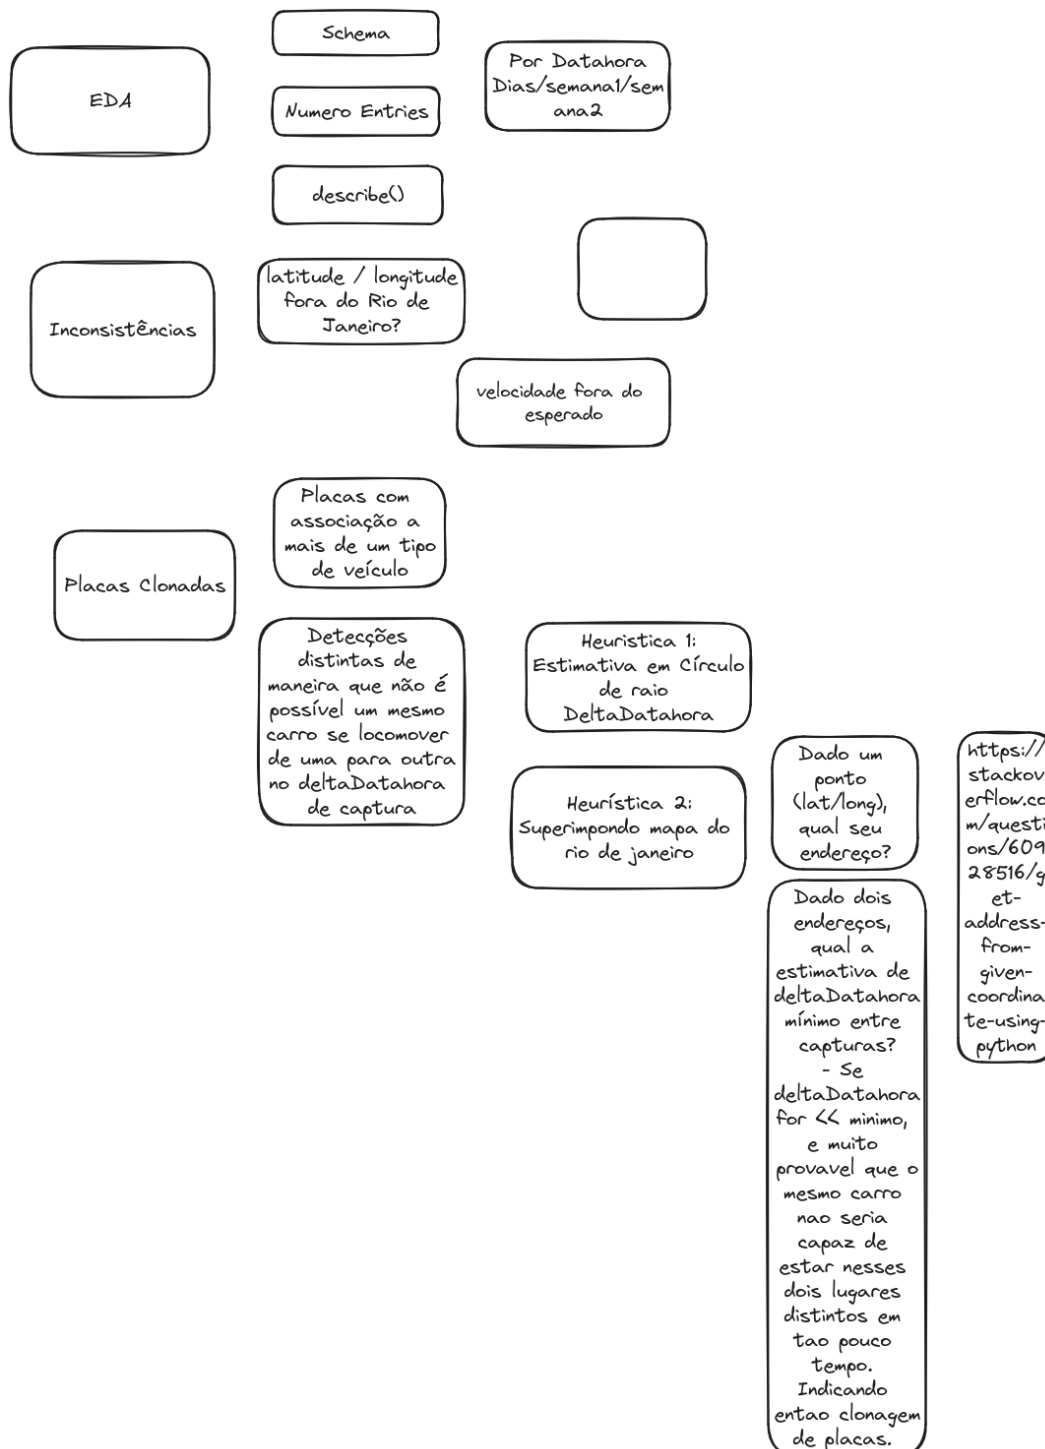 Schema
EDA
Por Datahora
Dias/semana1/sem
ana2
Numero Entries
describe()
latitude / longitude
fora do Rio de
Janeiro?
Inconsistências
velocidade fora do
esperado
Placas com
associação a
mais de um tipo
de veículo
Placas Clonadas
Detecções
distintas de
maneira que não é
possível um mesmo
carro se locomover
de uma para outra
no deltaDatahora
de captura
Heuristica 1:
Estimativa em Círculo
de raio
DeltaDatahora
Heurística 2:
Superimpondo mapa do
rio de janeiro
Dado um
ponto
(lat/long),
qual seu
endereço?
https://
stackov
erflow.co
m/questi
ons/609
28516/g
et-
address-
from-
given-
coordina
te-using-
python
Dado dois
endereços,
qual a
estimativa de
deltaDatahora
mínimo entre
capturas?
- Se
deltaDatahora
for << minimo,
e muito
provavel que o
mesmo carro
nao seria
capaz de
estar nesses
dois lugares
distintos em
tao pouco
tempo.
Indicando
entao clonagem
de placas.